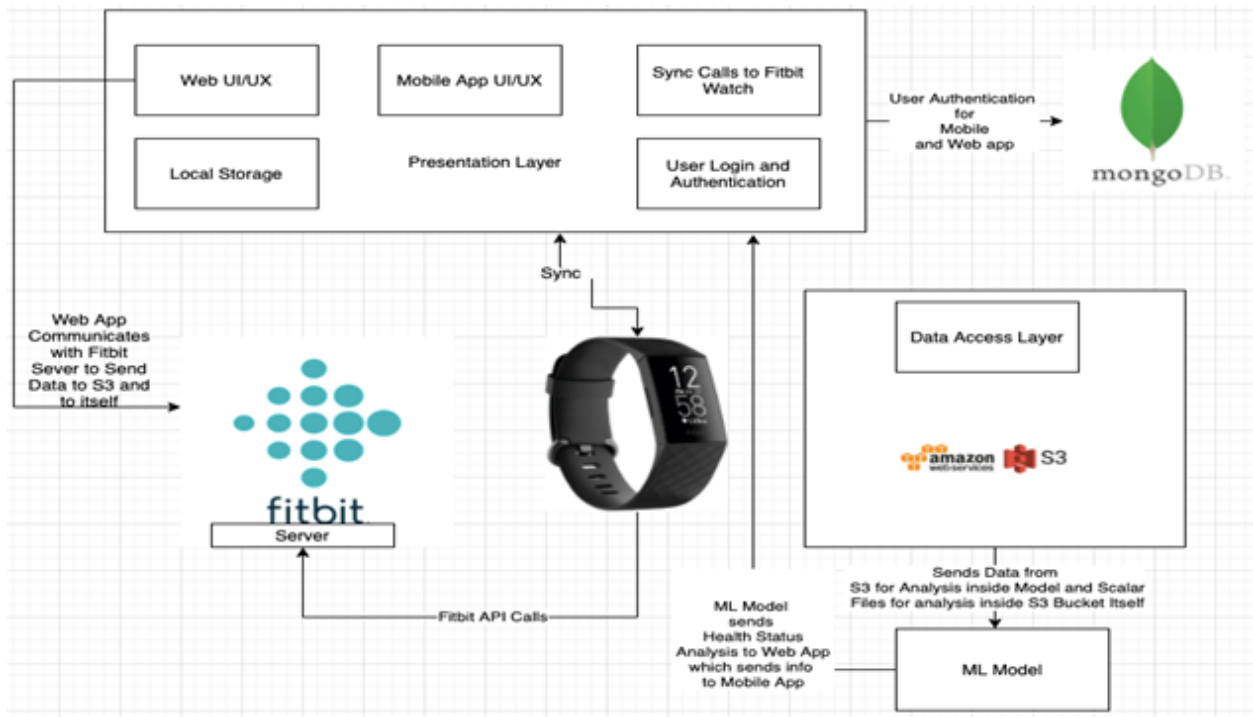 Web UI/UX
Mobile App UI/UX
Sync Calls to Fitbit
Watch
Local Storage
Presentation Layer
User Login and
Authentication
User Authentication
for
Mobile
and Web app
mongoDB.
Sync
Web App
Communicates
with Fitbit
Sever to Send
Data to S3 and
to itself
fitbit.
Server
12
58
Data Access Layer
amazon
webservices
S3
Fitbit API Calls
Sends Data from
S3 for Analysis inside Model and Scalar
Files for analysis inside S3 Bucket Itself
ML Model
sends
Health Status
Analysis to Web App
which sends info
to Mobile App
ML Model